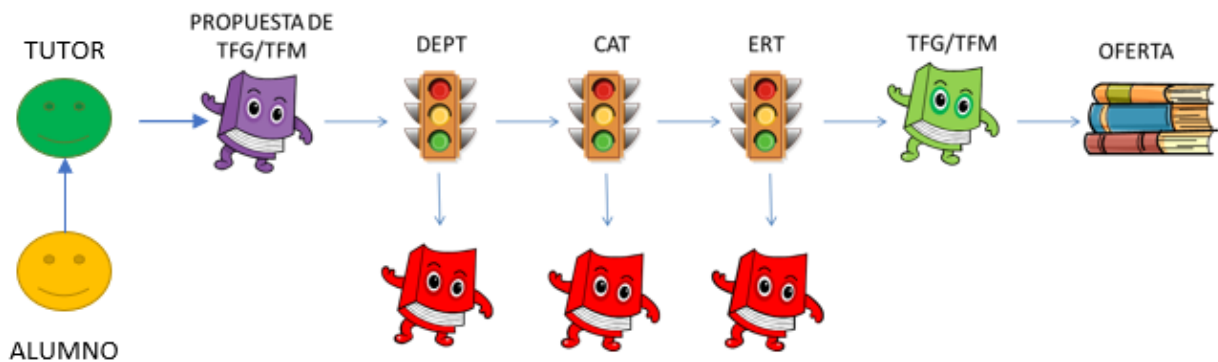 TUTOR
PROPUESTA DE
TFG/TFM
DEPT
CAT
ERT
TFG/TFM
OFERTA
ALUMNO